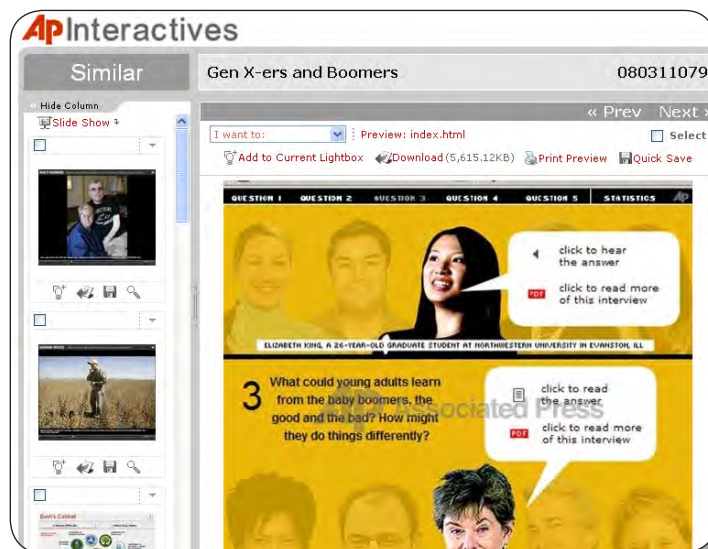 AP Interactives
Similar
Gen X-ers and Boomers 080311079
Hide Column
« Prev Next »
Slide Show
I want to: Preview: index.html Select
Add to Current Lightbox Download (5,615.12KB) Print Preview Quick Save
QUESTION 1 QUESTION 2 QUESTION 3 QUESTION 4 QUESTION 5 STATISTICS AP
click to hear
the answer
PDF click to read more
of this interview
ELIZABETH KING, A 26-YEAR-OLD GRADUATE STUDENT AT NORTHWESTERN UNIVERSITY IN EVANSTON, ILL
3 What could young adults learn
from the baby boomers, the
good and the bad? How might
they do things differently?
click to read
the answer
PDF click to read more
of this interview
AP Associated Press